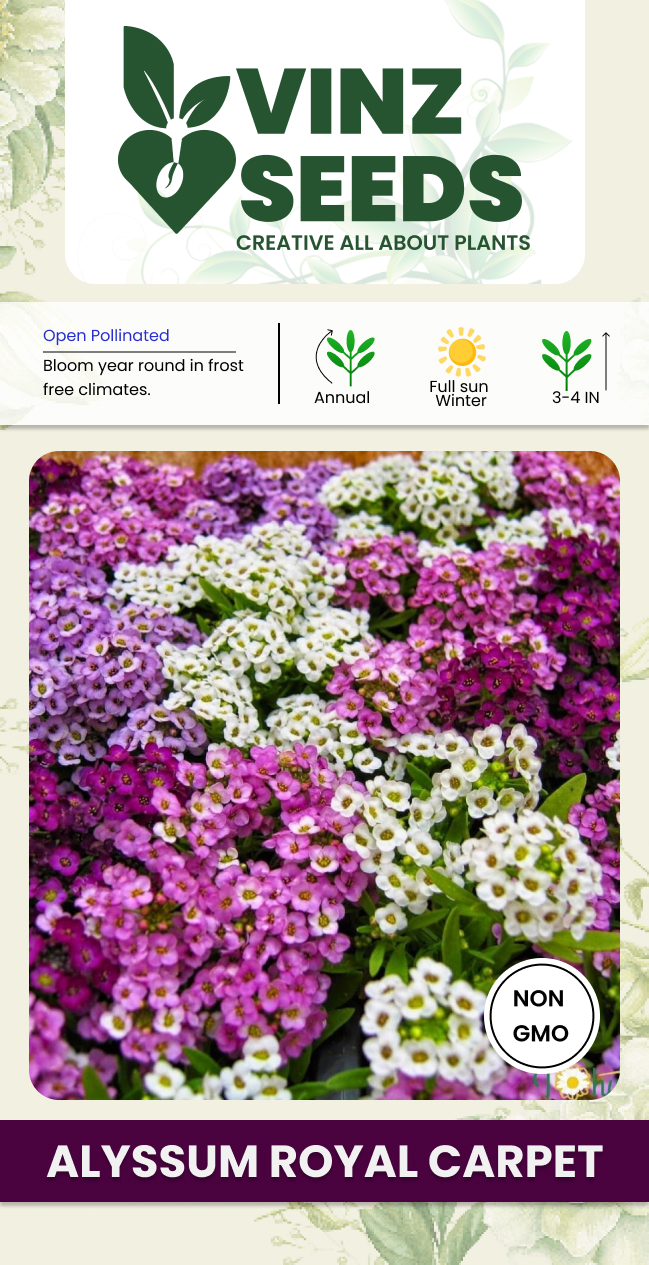 VINZ
SEEDS
CREATIVE ALL ABOUT PLANTS
Open Pollinated
Bloom year round in frost
free climates.
Annual
Full sun
Winter
3-4 IN
NON
GMO
ALYSSUM ROYAL CARPET